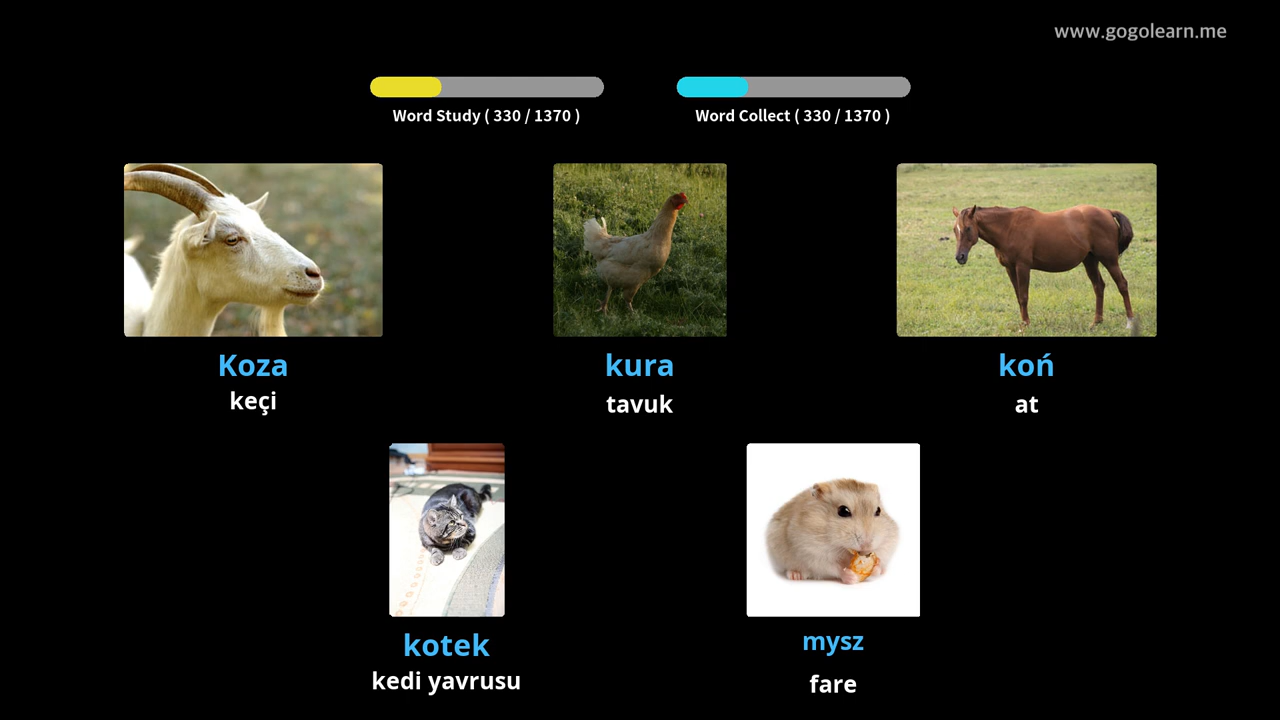 www.gogolearn.me
Word Study ( 330 / 1370 )
Word Collect ( 330 / 1370 )
Koza
keçi
kura
tavuk
koń
at
kotek
kedi yavrusu
mysz
fare